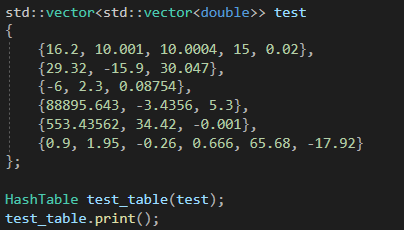 std::vector<std::vector<double>> test
{
    {16.2, 10.001, 10.0004, 15, 0.02},
    {29.32, -15.9, 30.047},
    {-6, 2.3, 0.08754},
    {88895.643, -3.4356, 5.3},
    {553.43562, 34.42, -0.001},
    {0.9, 1.95, -0.26, 0.666, 65.68, -17.92}
};

HashTable test_table(test);
test_table.print();